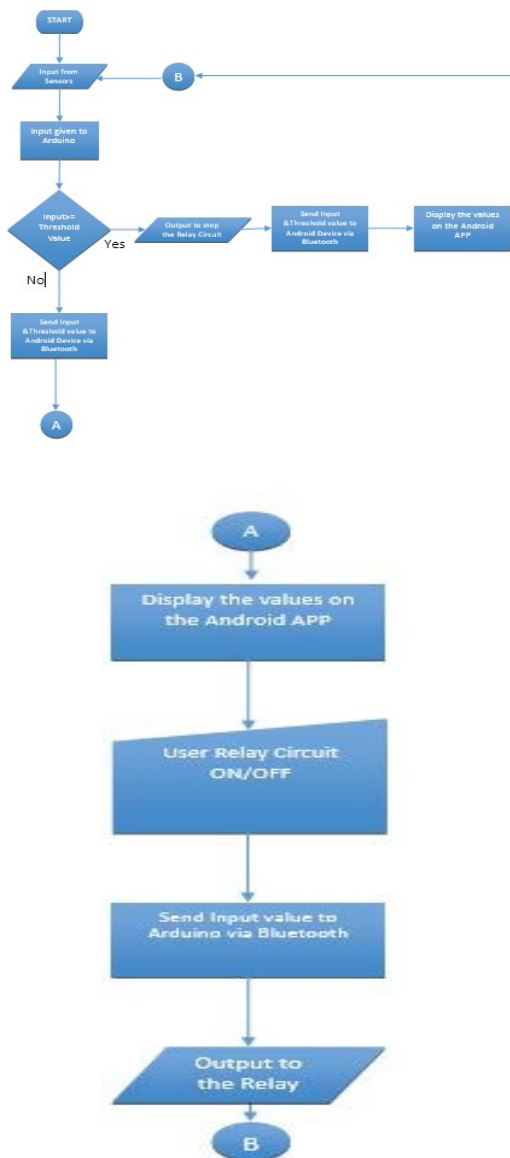 START
Input from
Sensors
B
Input given to
Arduino
Input>=
Threshold
Value
Yes
Output to stop
the Relay Circuit
Send Input
&Threshold value to
Android Device via
Bluetooth
Display the values
on the Android
APP
No
Send Input
&Threshold value to
Android Device via
Bluetooth
A
A
Display the values on
the Android APP
User Relay Circuit
ON/OFF
Send Input value to
Arduino via Bluetooth
Output to
the Relay
B